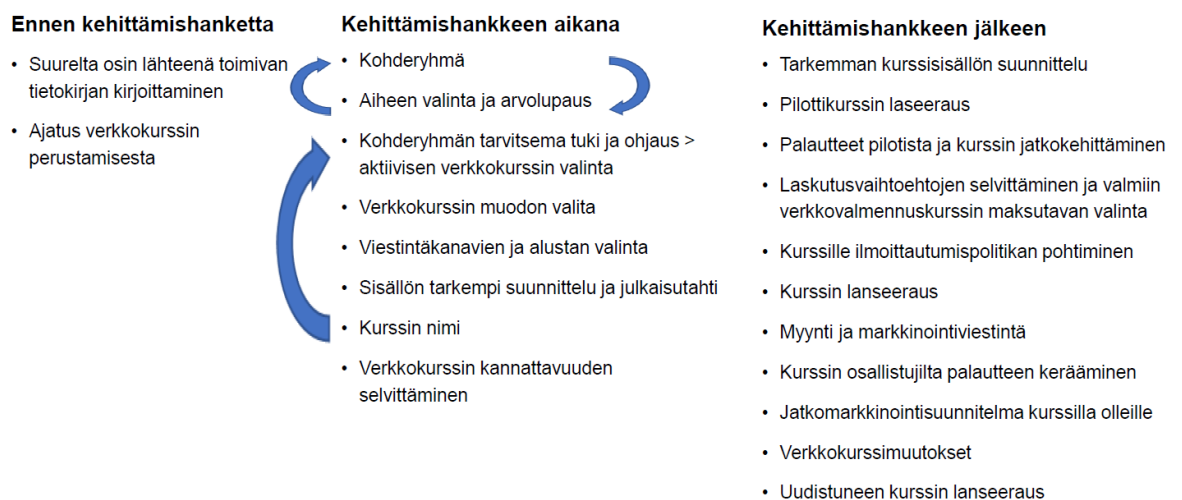 Ennen kehittämishanketta
• Suurelta osin lähteenä toimivan
tietokirjan kirjoittaminen
• Ajatus verkkokurssin
perustamisesta
Kehittämishankkeen aikana
• Kohderyhmä
• Aiheen valinta ja arvolupaus
• Kohderyhmän tarvitsema tuki ja ohjaus >
aktiivisen verkkokurssin valinta
• Verkkokurssin muodon valita
• Viestintäkanavien ja alustan valinta
• Sisällön tarkempi suunnittelu ja julkaisutahti
• Kurssin nimi
• Verkkokurssin kannattavuuden
selvittäminen
Kehittämishankkeen jälkeen
• Tarkemman kurssisisällön suunnittelu
• Pilottikurssin laseeraus
• Palautteet pilotista ja kurssin jatkokehittäminen
• Laskutusvaihtoehtojen selvittäminen ja valmiin
verkkovalmennuskurssin maksutavan valinta
• Kurssille ilmoittautumispolitikan pohtiminen
• Kurssin lanseeraus
• Myynti ja markkinointiviestintä
• Kurssin osallistujilta palautteen kerääminen
• Jatkomarkkinointisuunnitelma kurssilla olleille
• Verkkokurssimuutokset
• Uudistuneen kurssin lanseeraus